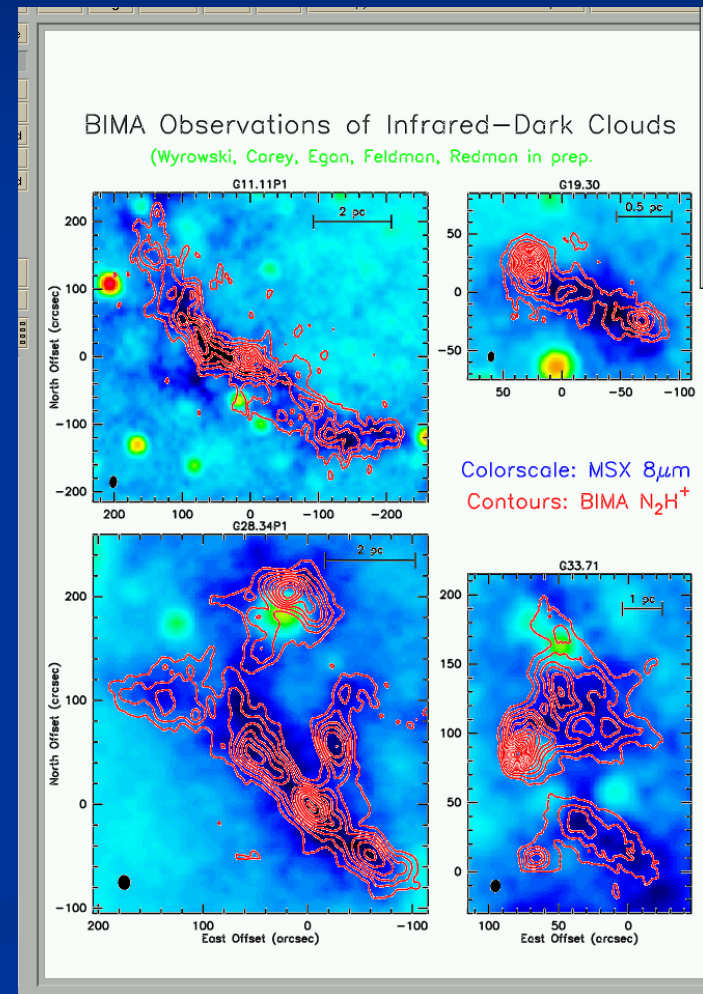 BIMA Observations of Infrared-Dark Clouds
(Wyrowski, Carey, Egan, Feldman, Redman in prep.
G11.11P1
2 pc
North Offset (arcsec)
200
100
0
-100
-200
200 100 0 -100 -200
G19.30
0.5 pc
50
0
-50
50 0 -50 -100
Colorscale: MSX 8μm
Contours: BIMA N₂H⁺
G28.34P1
2 pc
North Offset (arcsec)
200
100
0
-100
200 100 0 -100
East Offset (arcsec)
G33.71
1 pc
200
150
100
50
0
100 50 0
East Offset (arcsec)